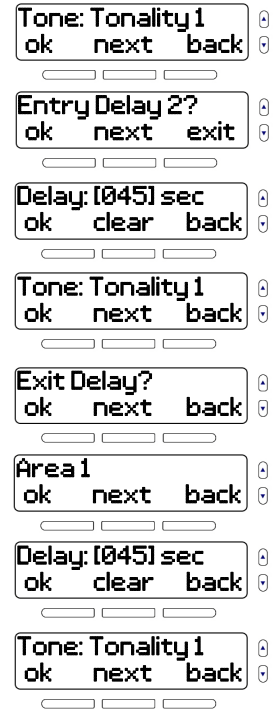 Tone: Tonality 1
ok next back
Entry Delay 2?
ok next exit
Delay: [045] sec
ok clear back
Tone: Tonality 1
ok next back
Exit Delay?
ok next back
Area 1
ok next back
Delay: [045] sec
ok clear back
Tone: Tonality 1
ok next back